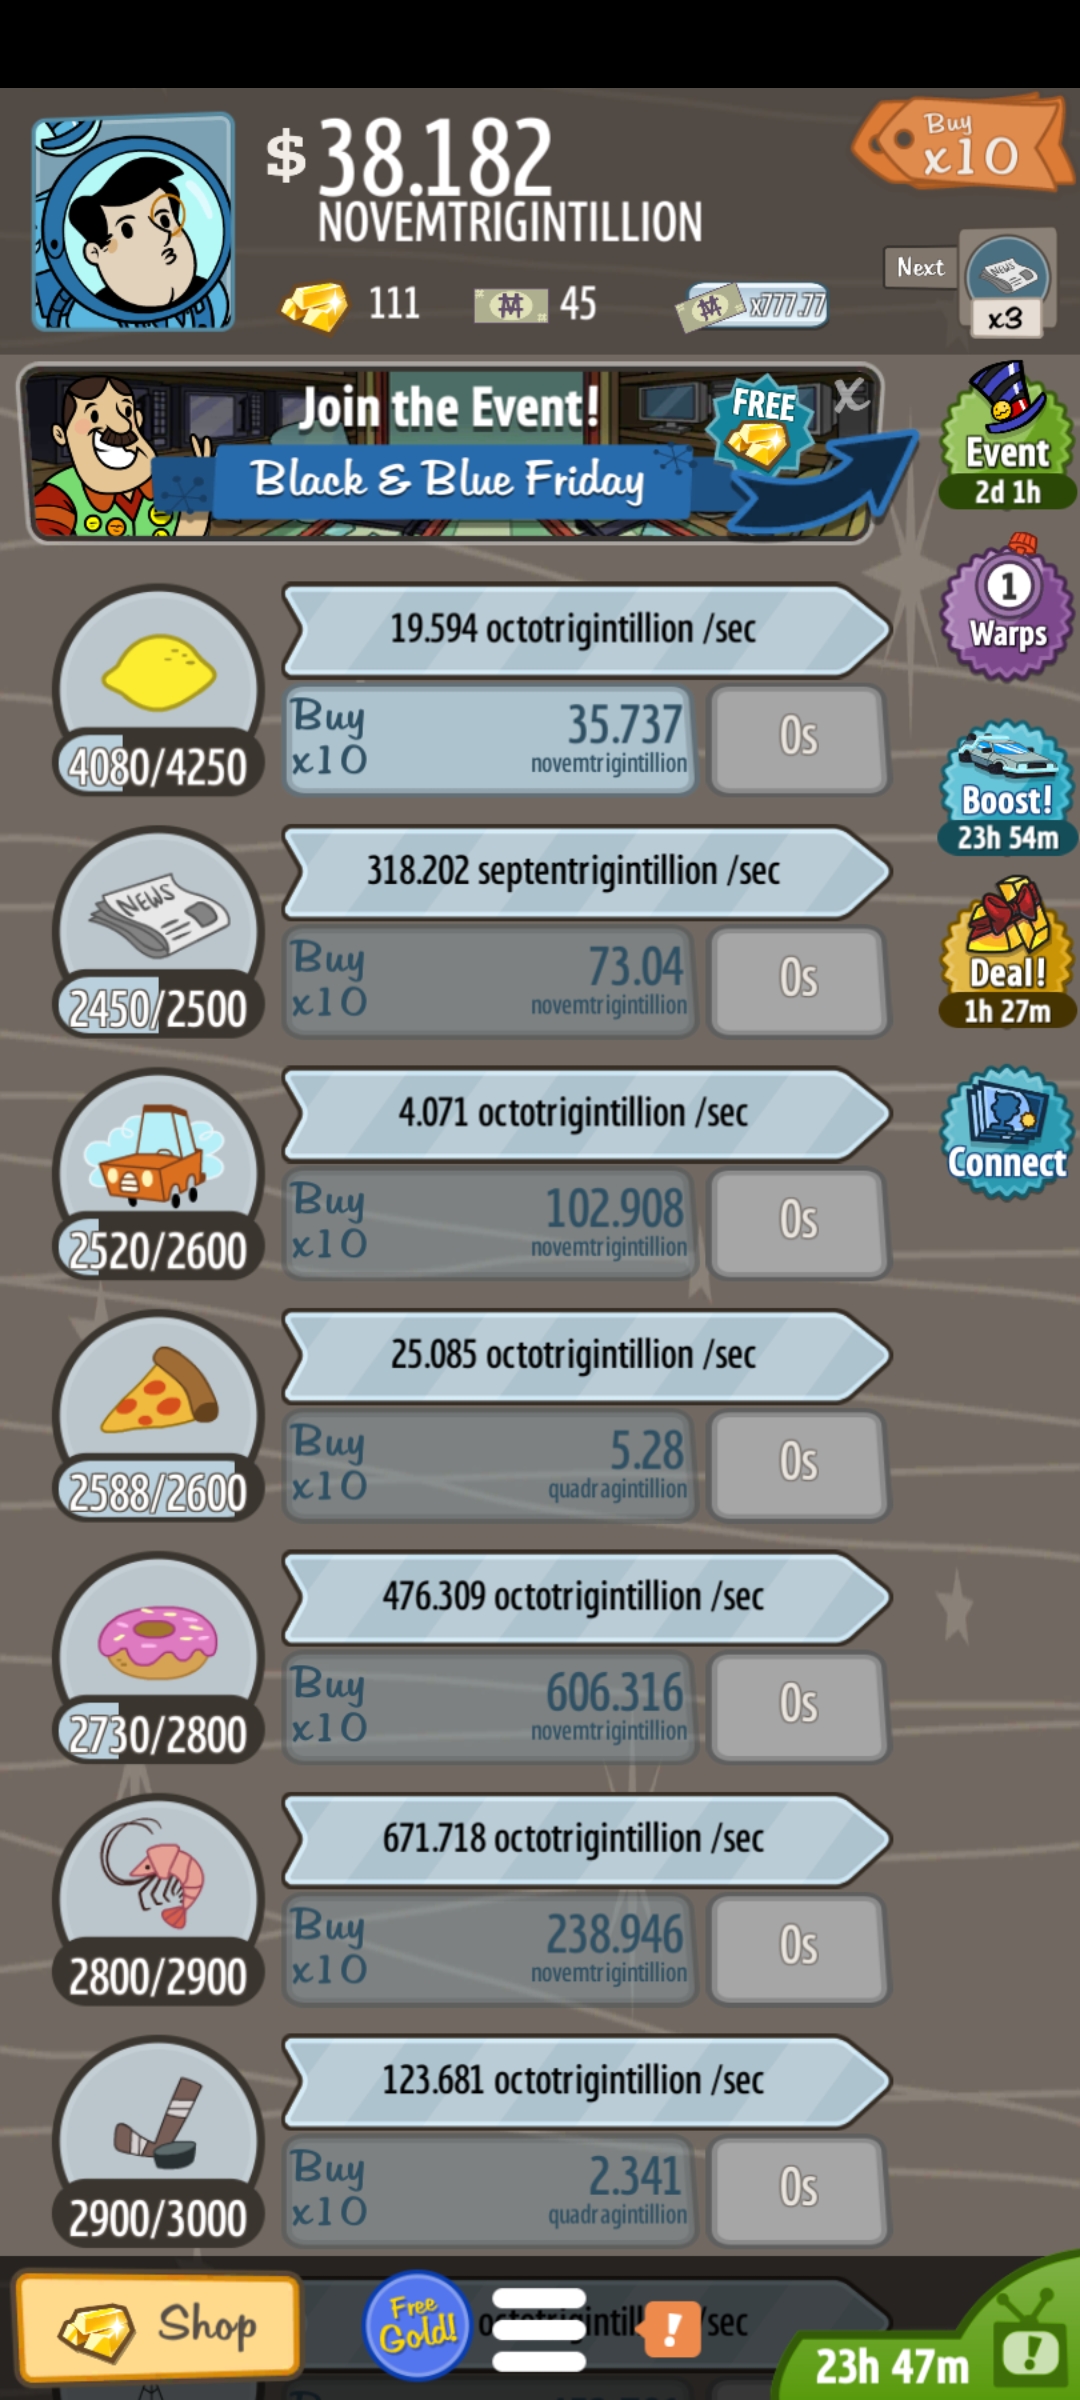 $ 38.182
NOVEMTRIGINTILLION
Buy
x10
111
45
x777.77
Next
NEWS
x3
Join the Event!
FREE
Black & Blue Friday
X
Event
2d 1h
1
Warps
Boost!
23h 54m
Deal!
1h 27m
Connect
19.594 octotrigintillion /sec
4080/4250
Buy
x10
35.737
novemtrigintillion
0s
318.202 septentrigintillion /sec
NEWS
2450/2500
Buy
x10
73.04
novemtrigintillion
0s
4.071 octotrigintillion /sec
2520/2600
Buy
x10
102.908
novemtrigintillion
0s
25.085 octotrigintillion /sec
2588/2600
Buy
x10
5.28
quadragintillion
0s
476.309 octotrigintillion /sec
2730/2800
Buy
x10
606.316
novemtrigintillion
0s
671.718 octotrigintillion /sec
2800/2900
Buy
x10
238.946
novemtrigintillion
0s
123.681 octotrigintillion /sec
2900/3000
Buy
x10
2.341
quadragintillion
0s
Shop
Free
Gold!
!
/sec
23h 47m
!